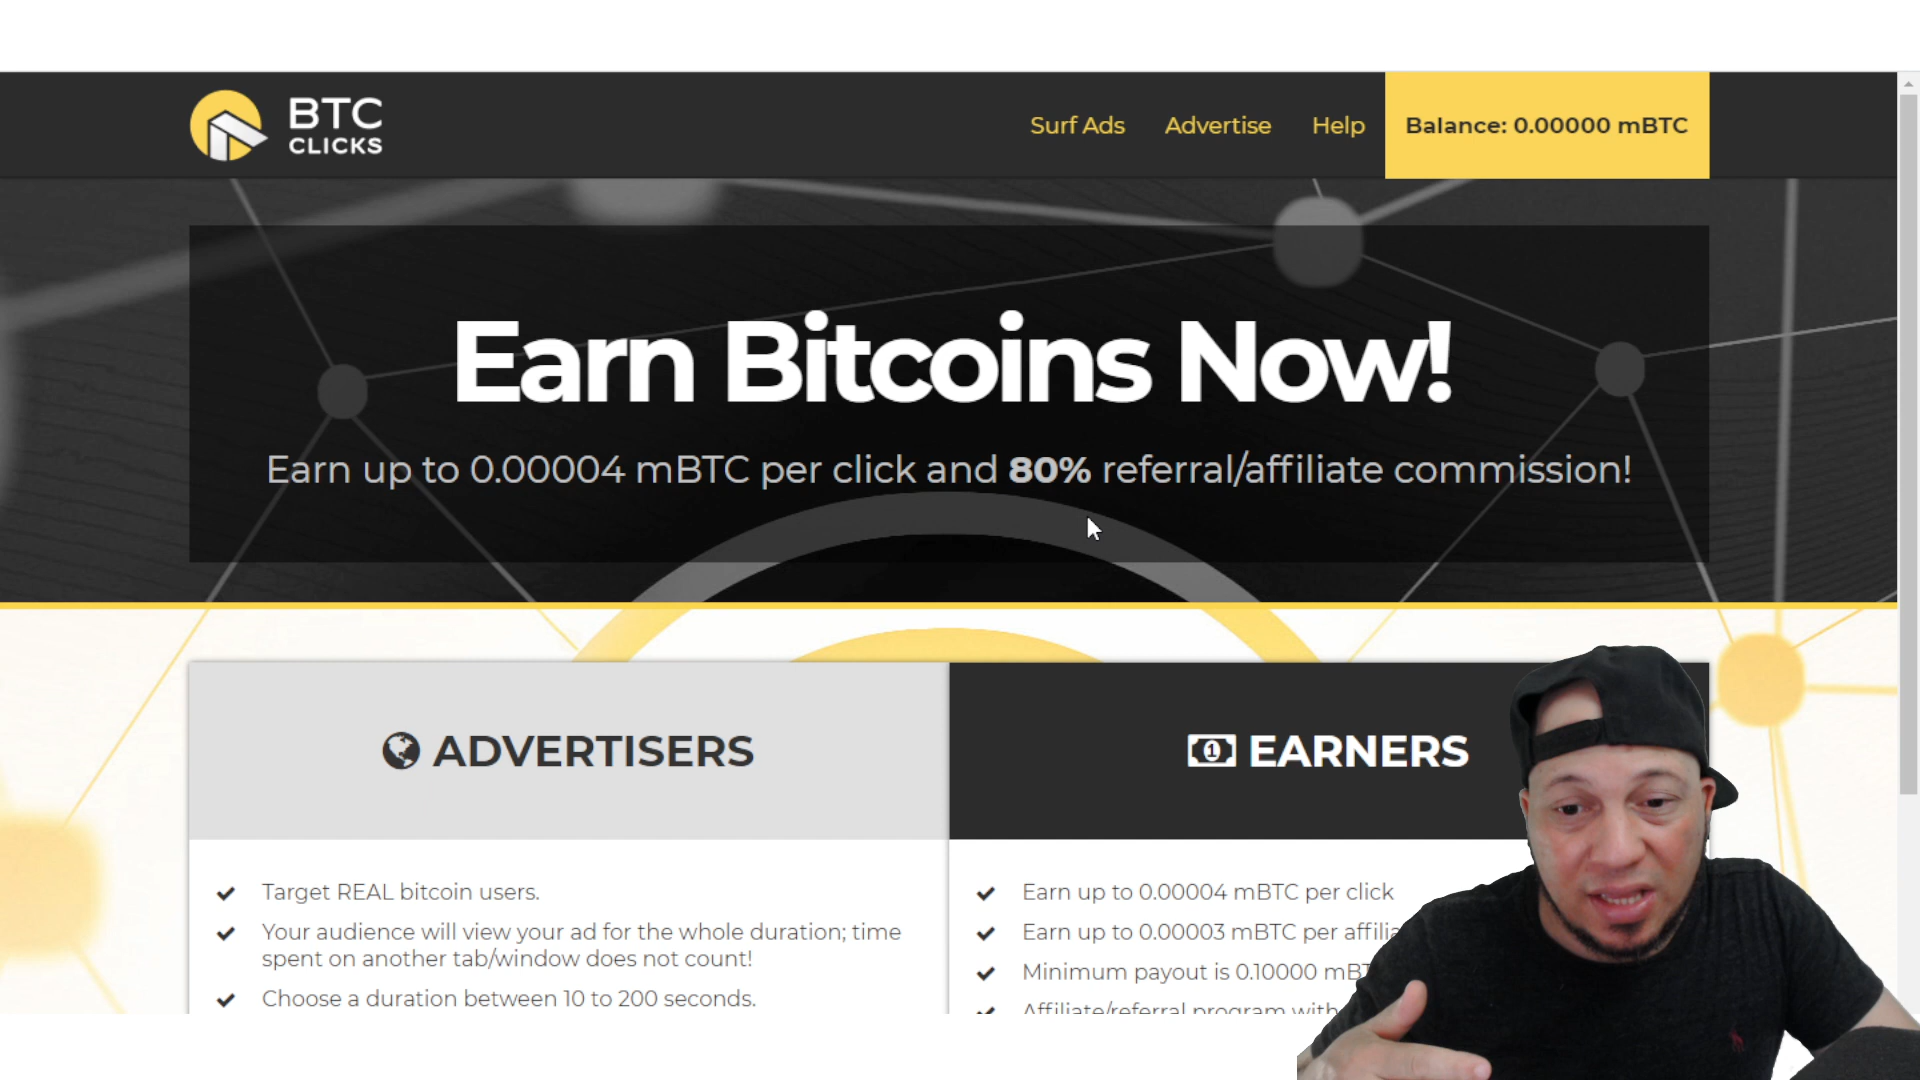 BTC
CLICKS
Surf Ads
Advertise
Help
Balance: 0.00000 mBTC
Earn Bitcoins Now!
Earn up to 0.00004 mBTC per click and 80% referral/affiliate commission!
ADVERTISERS
Target REAL bitcoin users.
Your audience will view your ad for the whole duration; time
spent on another tab/window does not count!
Choose a duration between 10 to 200 seconds.
EARNERS
Earn up to 0.00004 mBTC per click
Earn up to 0.00003 mBTC per
Minimum payout is 0.10000
Affiliate/referral program with